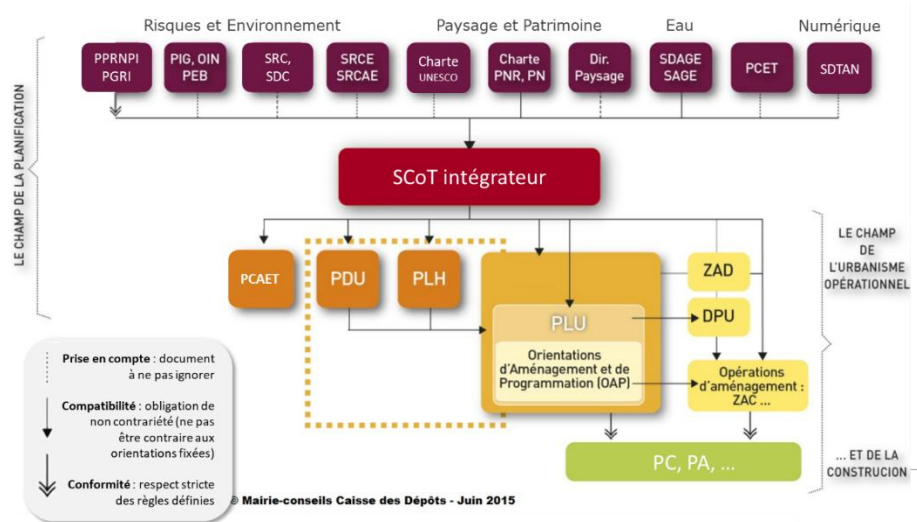 Risques et Environnement
Paysage et Patrimoine
Eau
Numérique
PPRNPI
PGRI
PIG, OIN
PEB
SRC,
SDC
SRCE
SRCAE
Charte
UNESCO
Charte
PNR, PN
Dir.
Paysage
SDAGE
SAGE
PCET
SDTAN
LE CHAMP DE LA PLANIFICATION
SCoT intégrateur
PCAET
PDU
PLH
PLU
Orientations
d'Aménagement et de
Programmation (OAP)
ZAD
DPU
Opérations
d'aménagement :
ZAC ...
LE CHAMP
DE
L'URBANISME
OPÉRATIONNEL
PC, PA, ...
... ET DE LA
CONSTRUCION
Prise en compte : document
à ne pas ignorer
Compatibilité : obligation de
non contrariété (ne pas
être contraire aux
orientations fixées)
Conformité : respect stricte
des règles définies
© Mairie-conseils Caisse des Dépôts - Juin 2015